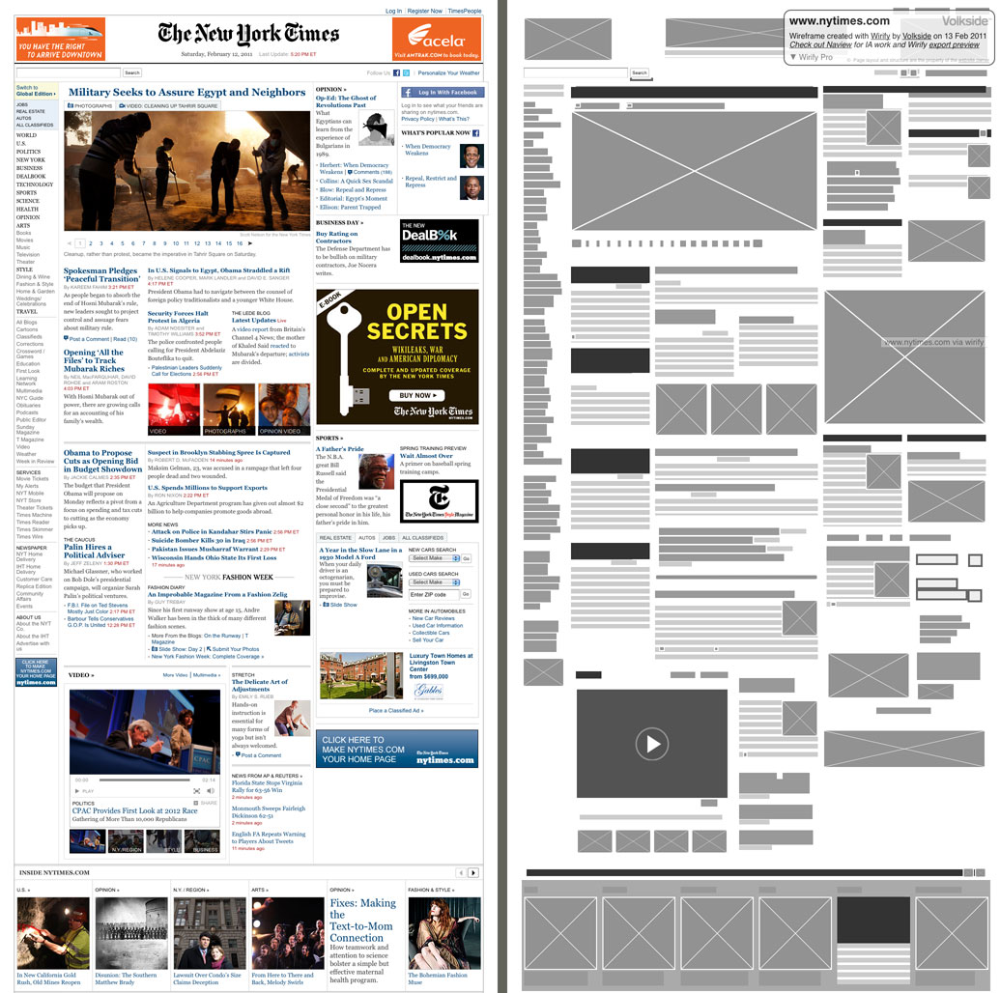 Log In
Register Now
TimesPeople
YOU HAVE THE RIGHT
TO ARRIVE DOWNTOWN
The New York Times
Saturday, February 12, 2011 Last Update: 5:20 PM ET
acela
Visit AMTRAK.COM to book today.
Search
Follow Us
Personalize Your Weather
Switch to
Global Edition ▸
JOBS
REAL ESTATE
AUTOS
ALL CLASSIFIEDS
WORLD
U.S.
POLITICS
NEW YORK
BUSINESS
DEALBOOK
TECHNOLOGY
SPORTS
SCIENCE
HEALTH
OPINION
ARTS
Books
Movies
Music
Television
Theater
STYLE
Dining & Wine
Fashion & Style
Home & Garden
Weddings/
Celebrations
TRAVEL
All Blogs
Cartoons
Classifieds
Corrections
Crossword /
Games
Education
First Look
Learning
Network
Multimedia
NYC Guide
Obituaries
Podcasts
Public Editor
Sunday
Magazine
T Magazine
Video
Weather
Week in Review
SERVICES
Movie Tickets
My Alerts
NYT Mobile
NYT Store
Theater Tickets
Times Machine
Times Reader
Times Skimmer
Times Wire
NEWSPAPER
NYT Home
Delivery
IHT Home
Delivery
Customer Care
Replica Edition
Community
Affairs
Events
ABOUT US
About the NYT
Co.
About the IHT
Advertise with
us
CLICK HERE
TO MAKE
NYTIMES.COM
YOUR HOME PAGE
nytimes.com
Military Seeks to Assure Egypt and Neighbors
PHOTOGRAPHS
VIDEO: CLEANING UP TAHRIR SQUARE
Scott Nelson for the New York Times
1 2 3 4 5 6 7 8 9 10 11 12 13 14 15 16
Cleanup, rather than protest, became the imperative in Tahrir Square on Saturday.
Spokesman Pledges
'Peaceful Transition'
By KAREEM FAHIM 3:21 PM ET
As people began to absorb the
end of Hosni Mubarak's rule,
new leaders sought to project
control and assuage fears
about military rule.
Post a Comment | Read (10)
Opening 'All the
Files' to Track
Mubarak Riches
By NEIL MacFARQUHAR, DAVID
ROHDE and ARAM ROSTON
4:03 PM ET
With Hosni Mubarak out of
power, there are growing calls
for an accounting of his
family's wealth.
In U.S. Signals to Egypt, Obama Straddled a Rift
By HELENE COOPER, MARK LANDLER and DAVID E. SANGER
4:17 PM ET
President Obama had to navigate between the counsel of
foreign policy traditionalists and a younger White House.
Security Forces Halt
Protest in Algeria
By ADAM NOSSITER and
TIMOTHY WILLIAMS 3:52 PM ET
The police confronted people
calling for President Abdelaziz
Bouteflika to quit.
Palestinian Leaders Suddenly
Call for Elections 2:56 PM ET
THE LEDE BLOG
Latest Updates Live
A video report from Britain's
Channel 4 News; the mother
of Khaled Said reacted to
Mubarak's departure; activists
are divided.
VIDEO
PHOTOGRAPHS
OPINION VIDEO
Obama to Propose
Cuts as Opening Bid
in Budget Showdown
By JACKIE CALMES 2:35 PM ET
The budget that President
Obama will propose on
Monday reflects a pivot from a
focus on spending and tax cuts
to cutting as the economy
picks up.
THE CAUCUS
Palin Hires a
Political Adviser
By JEFF ZELENY 1:30 PM ET
Michael Glassner, who worked
on Bob Dole's presidential
campaign, will organize Sarah
Palin's political ventures.
F.B.I. File on Ted Stevens
Mostly Just Color 2:17 PM ET
Barbour Tells Conservatives
G.O.P. Is United 12:28 PM ET
Suspect in Brooklyn Stabbing Spree Is Captured
By ROBERT D. McFADDEN 14 minutes ago
Maksim Gelman, 23, was accused in a rampage that left four
people dead and two wounded.
U.S. Spends Millions to Support Exports
By RON NIXON 2:22 PM ET
An Agriculture Department program has given out almost $2
billion to help companies promote goods abroad.
MORE NEWS
Attack on Police in Kandahar Stirs Panic 2:56 PM ET
Suicide Bomber Kills 30 in Iraq 2:58 PM ET
Pakistan Issues Musharraf Warrant 2:29 PM ET
Wisconsin Hands Ohio State Its First Loss
17 minutes ago
NEW YORK FASHION WEEK
FASHION DIARY
An Improbable Magazine From a Fashion Zelig
By GUY TREBAY
Since his first runway show at age 15, Andre
Walker has been in the thick of many different
fashion scenes.
More From the Blogs: On the Runway | T
Magazine
Slide Show: Day 2 | Submit Your Photos
New York Fashion Week: Complete Coverage »
VIDEO »
More Video | Multimedia »
CPAC
00:00
02:14
PLAY
POLITICS
SHARE
CPAC Provides First Look at 2012 Race
Gathering of More Than 10,000 Republicans
N.Y./REGION
STYLE
BUSINESS
STRETCH
The Delicate Art of
Adjustments
By EMILY S. RUEB
Hands-on
instruction is
essential for
many forms of
yoga but isn't
always welcomed.
Post a Comment
NEWS FROM AP & REUTERS »
Florida State Stops Virginia
Rally for 63-56 Win
2 minutes ago
Monmouth Sweeps Fairleigh
Dickinson 62-51
2 minutes ago
English FA Repeats Warning
to Players About Tweets
11 minutes ago
OPINION »
Op-Ed: The Ghost of
Revolutions Past
What
Egyptians can
learn from the
experience of
Bulgarians in
1989.
Herbert: When Democracy
Weakens | Comments (166)
Collins: A Quick Sex Scandal
Blow: Repeal and Repress
Editorial: Egypt's Moment
Ellison: Parent Trapped
Log In With Facebook
Log in to see what your friends are
sharing on nytimes.com.
Privacy Policy | What's This?
WHAT'S POPULAR NOW
When Democracy
Weakens
Repeal, Restrict and
Repress
BUSINESS DAY »
Buy Rating on
Contractors
The Defense Department
has to be bullish on military
contractors, Joe Nocera
writes.
THE NEW
DealB%k
dealbook.nytimes.com
E-BOOK
OPEN
SECRETS
WIKILEAKS, WAR
AND AMERICAN DIPLOMACY
COMPLETE AND UPDATED COVERAGE
BY THE NEW YORK TIMES
BUY NOW ▸
The New York Times
NYTIMES.COM
SPORTS »
A Father's Pride
The N.B.A.
great Bill
Russell said
the
Presidential
Medal of Freedom was "a
close second" to the greatest
personal honor in his life, his
father's pride in him.
SPRING TRAINING PREVIEW
Wait Almost Over
A primer on baseball spring
training camps.
The New York Times Style Magazine
REAL ESTATE
AUTOS
JOBS
ALL CLASSIFIEDS
A Year in the Slow Lane in a
1930 Model A Ford
When your daily
driver is an
octogenarian,
you must be
prepared to
improvise.
Slide Show
NEW CARS SEARCH
Select Make
Go
USED CARS SEARCH
Select Make
Enter ZIP code
Go
MORE IN AUTOMOBILES
New Car Reviews
Used Car Information
Collectible Cars
Sell Your Car
Luxury Town Homes at
Livingston Town
Center
from $699,000
Gables
Place a Classified Ad »
CLICK HERE TO
MAKE NYTIMES.COM
YOUR HOME PAGE
The New York Times
nytimes.com
INSIDE NYTIMES.COM
U.S. »
In New California Gold
Rush, Old Mines Reopen
OPINION »
Disunion: The Southern
Matthew Brady
N.Y. / REGION »
Lawsuit Over Condo's Size
Claims Deception
ARTS »
From Here to There and
Back, Melody Swirls
OPINION »
Fixes: Making
the
Text-to-Mom
Connection
How teamwork and
attention to science
bolster a simple but
effective maternal
health program.
FASHION & STYLE »
The Bohemian Fashion
Muse
www.nytimes.com
Volkside
Wireframe created with Wirify by Volkside on 13 Feb 2011
Check out Naview for IA work and Wirify export preview
▼ Wirify Pro
© Page layout and structure are the property of the website owner
Search
www.nytimes.com via wirify